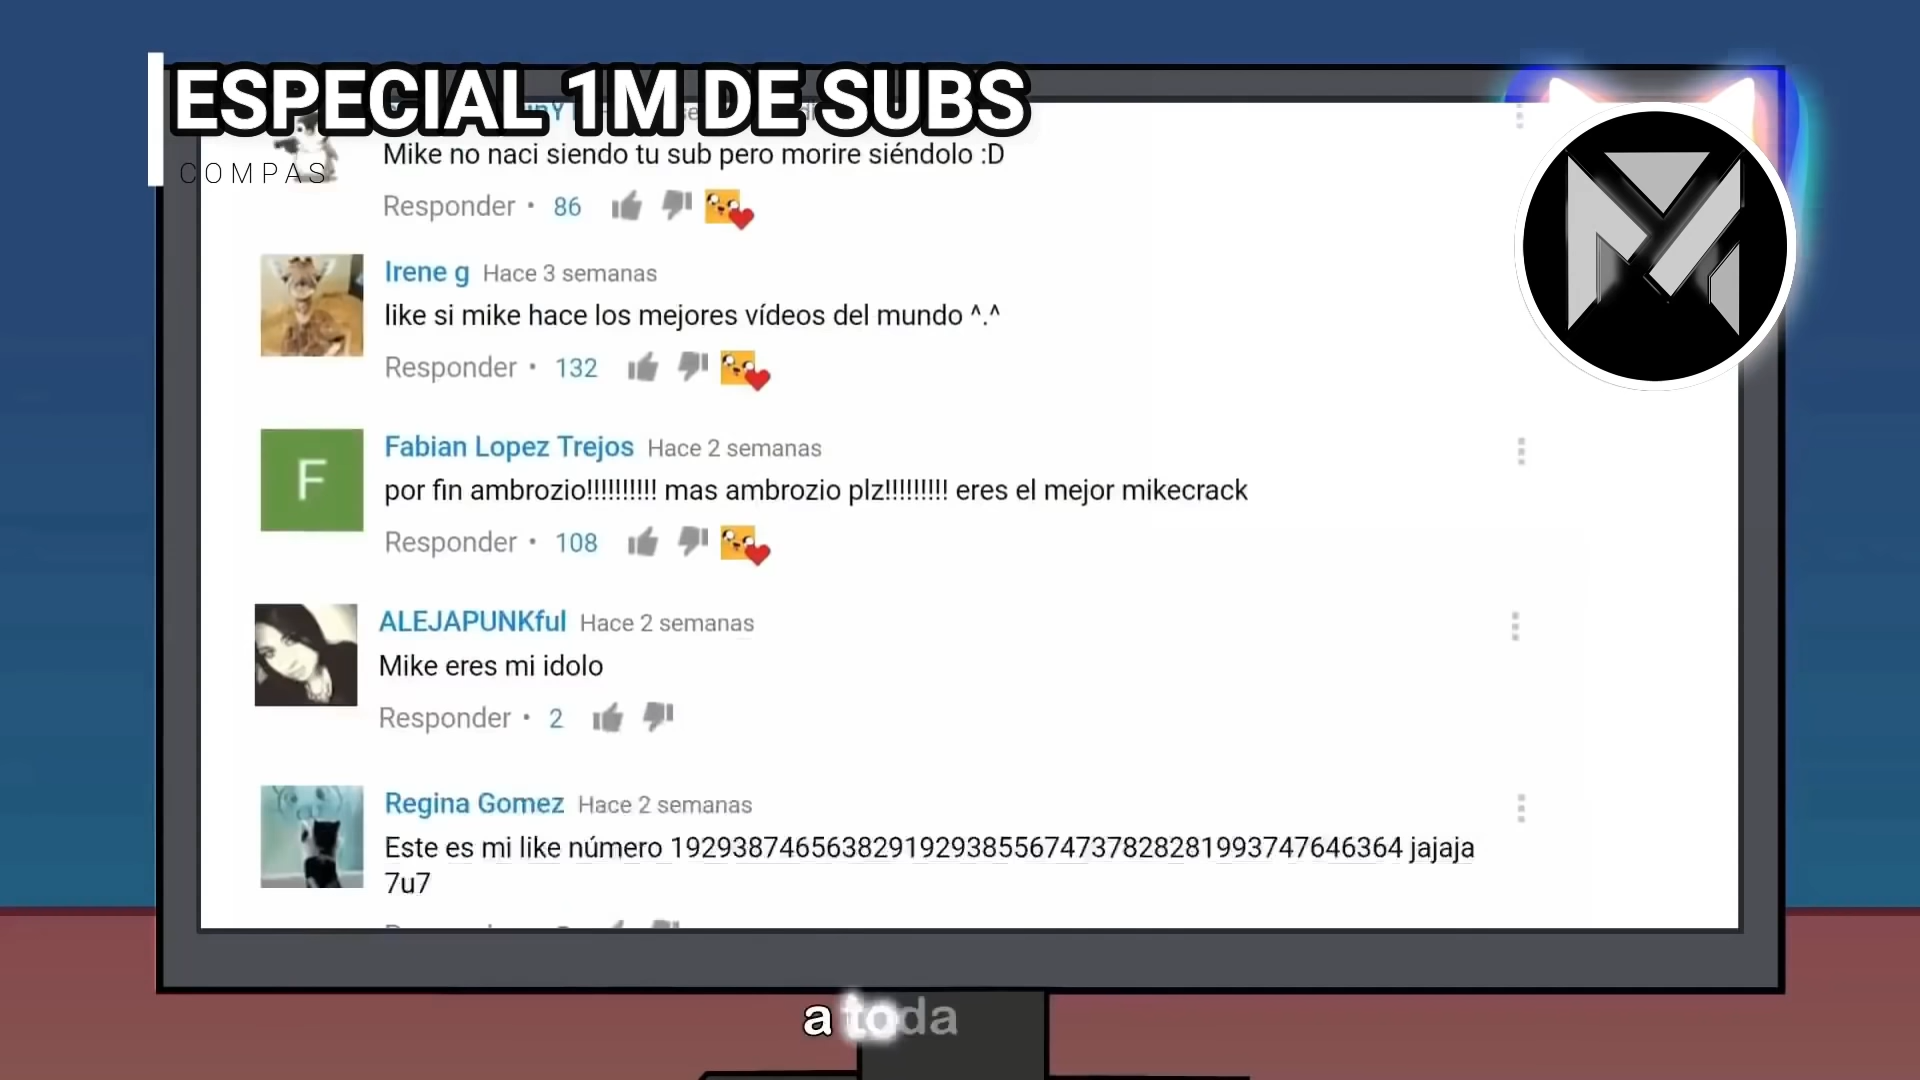 ESPECIAL 1M DE SUBS
COMPAS
Mike no naci siendo tu sub pero morire siéndolo :D
Responder • 86
Irene g Hace 3 semanas
like si mike hace los mejores vídeos del mundo ^.^
Responder • 132
F
Fabian Lopez Trejos Hace 2 semanas
por fin ambrozio!!!!!!!!!! mas ambrozio plz!!!!!!!!! eres el mejor mikecrack
Responder • 108
ALEJAPUNKful Hace 2 semanas
Mike eres mi idolo
Responder • 2
Regina Gomez Hace 2 semanas
Este es mi like número 1929387465638291929385567473782828199374764636​4 jajaja
7u7
a toda